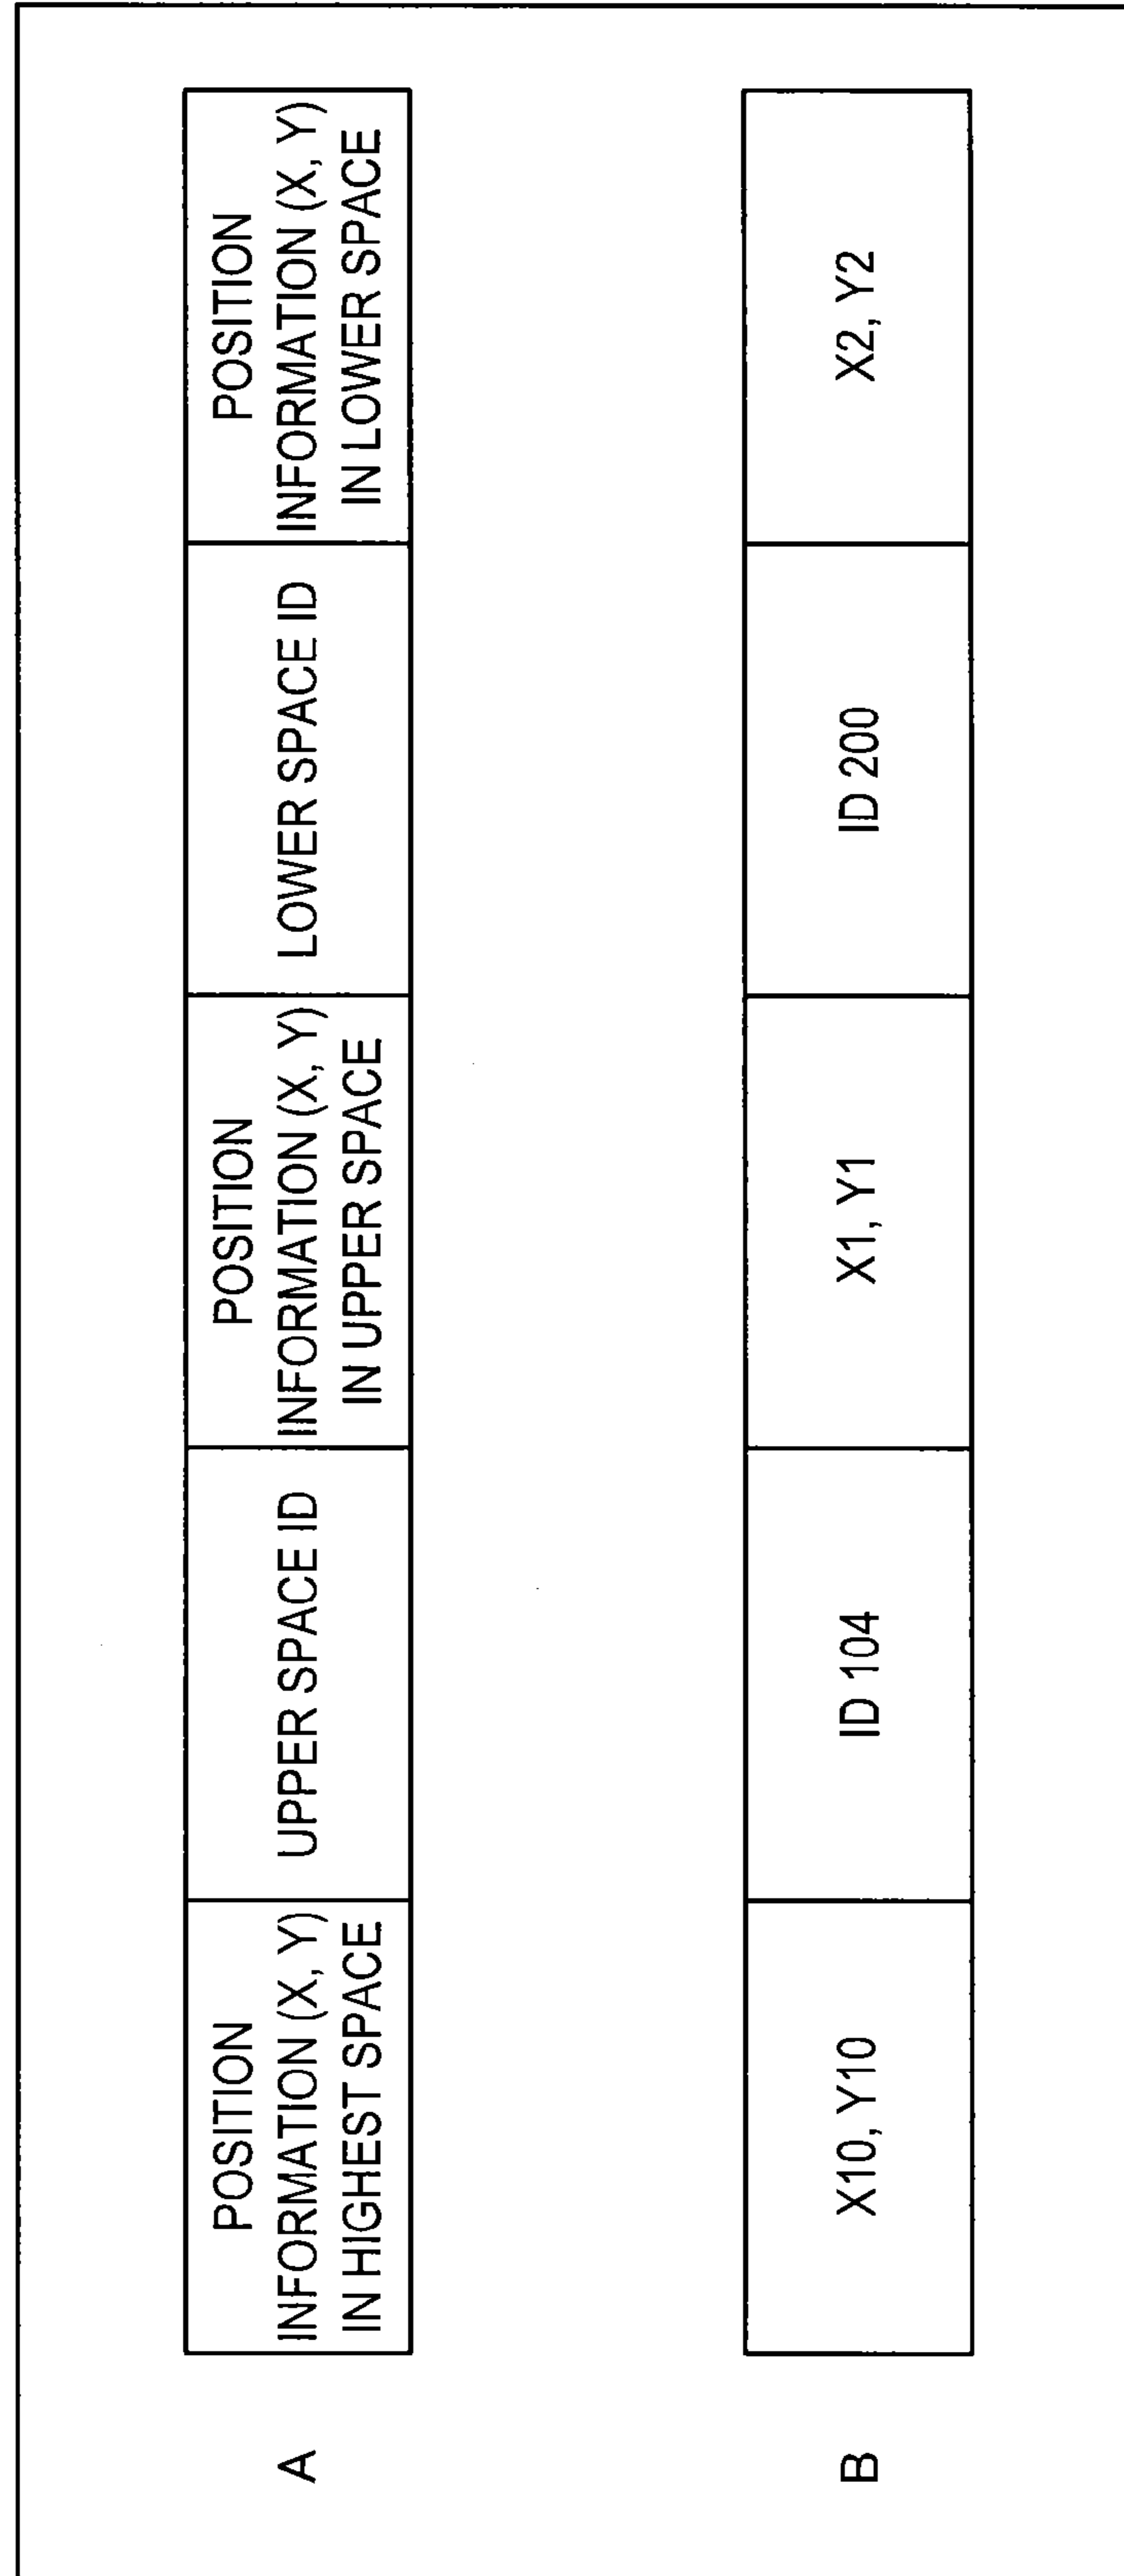 A
POSITION
INFORMATION (X, Y)
IN HIGHEST SPACE
UPPER SPACE ID
POSITION
INFORMATION (X, Y)
IN UPPER SPACE
LOWER SPACE ID
POSITION
INFORMATION (X, Y)
IN LOWER SPACE
B
X10, Y10
ID 104
X1, Y1
ID 200
X2, Y2